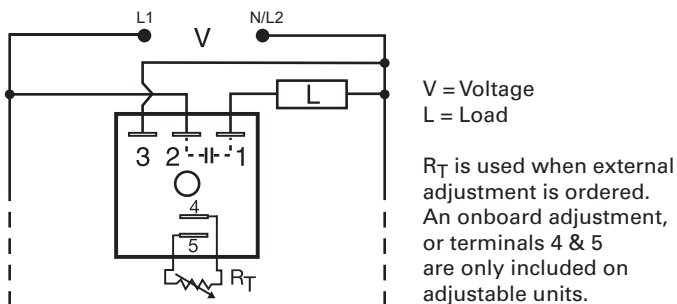 L1
N/L2
V
L
3 2 1
4
5
RT
V = Voltage
L = Load
RT is used when external
adjustment is ordered.
An onboard adjustment,
or terminals 4 & 5
are only included on
adjustable units.